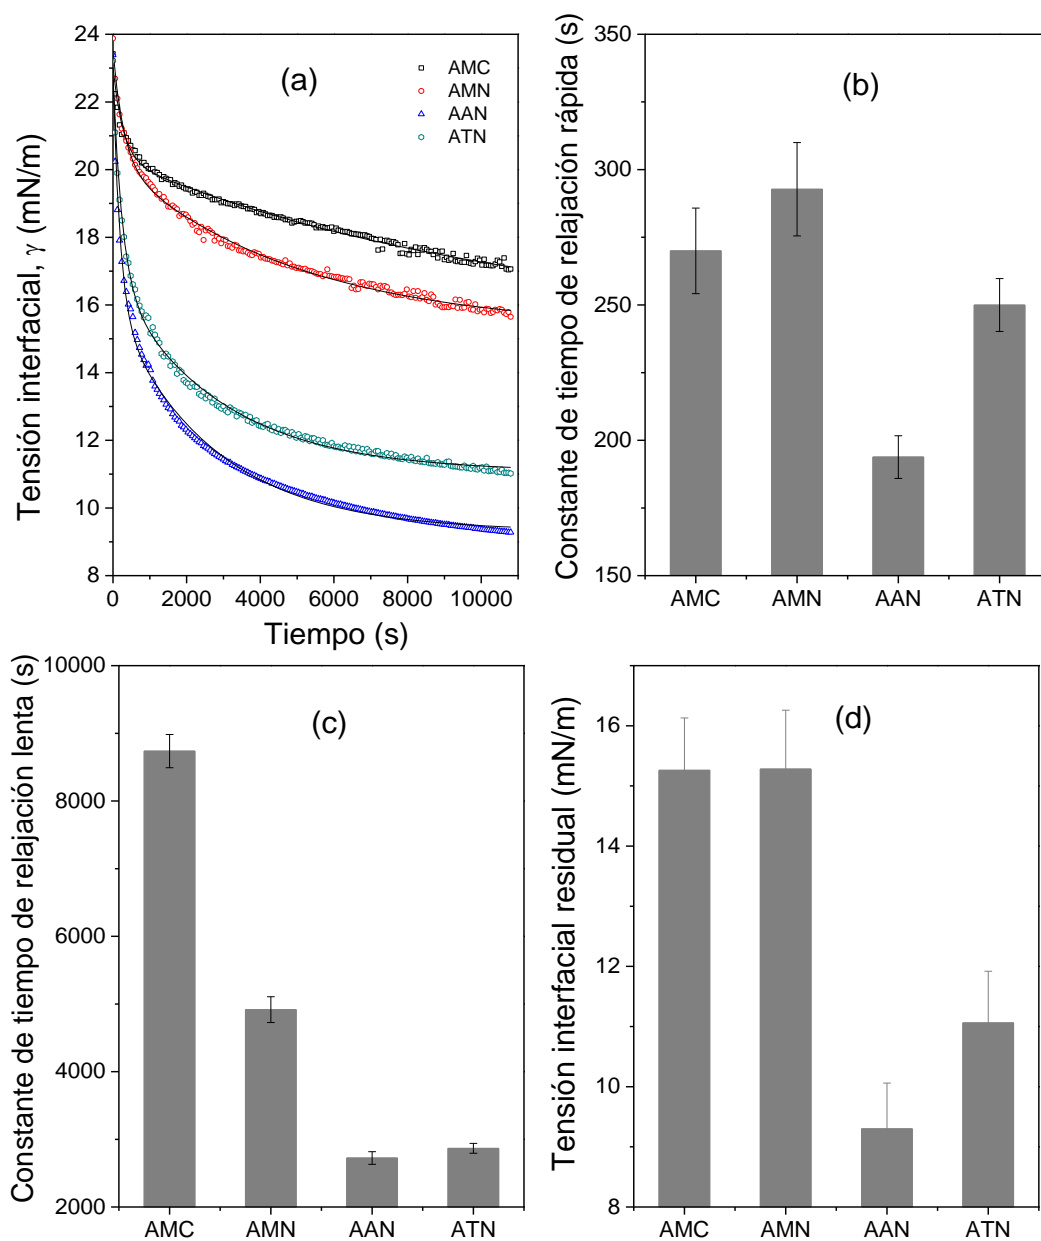 (a)
AMC
AMN
AAN
ATN
Tensión interfacial, γ (mN/m)
24
22
20
18
16
14
12
10
8
0 2000 4000 6000 8000 10000
Tiempo (s)
(b)
Constante de tiempo de relajación rápida (s)
350
300
250
200
150
AMC AMN AAN ATN
(c)
Constante de tiempo de relajación lenta (s)
10000
8000
6000
4000
2000
AMC AMN AAN ATN
(d)
Tensión interfacial residual (mN/m)
16
14
12
10
8
AMC AMN AAN ATN